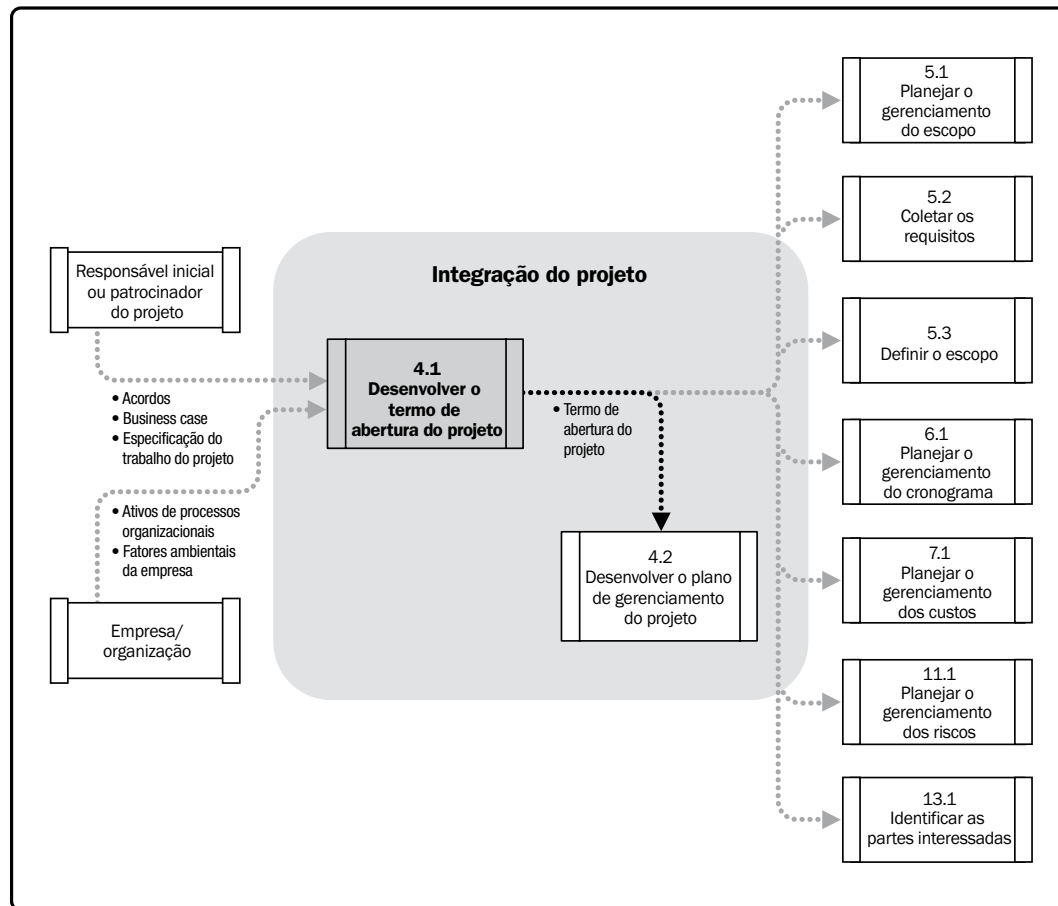 Responsável inicial
ou patrocinador
do projeto
• Acordos
• Business case
• Especificação do
trabalho do projeto
• Ativos de processos
organizacionais
• Fatores ambientais
da empresa
Empresa/
organização
Integração do projeto
4.1
Desenvolver o
termo de
abertura do projeto
• Termo de
abertura do
projeto
4.2
Desenvolver o plano
de gerenciamento
do projeto
5.1
Planejar o
gerenciamento
do escopo
5.2
Coletar os
requisitos
5.3
Definir o escopo
6.1
Planejar o
gerenciamento
do cronograma
7.1
Planejar o
gerenciamento
dos custos
11.1
Planejar o
gerenciamento
dos riscos
13.1
Identificar as
partes interessadas